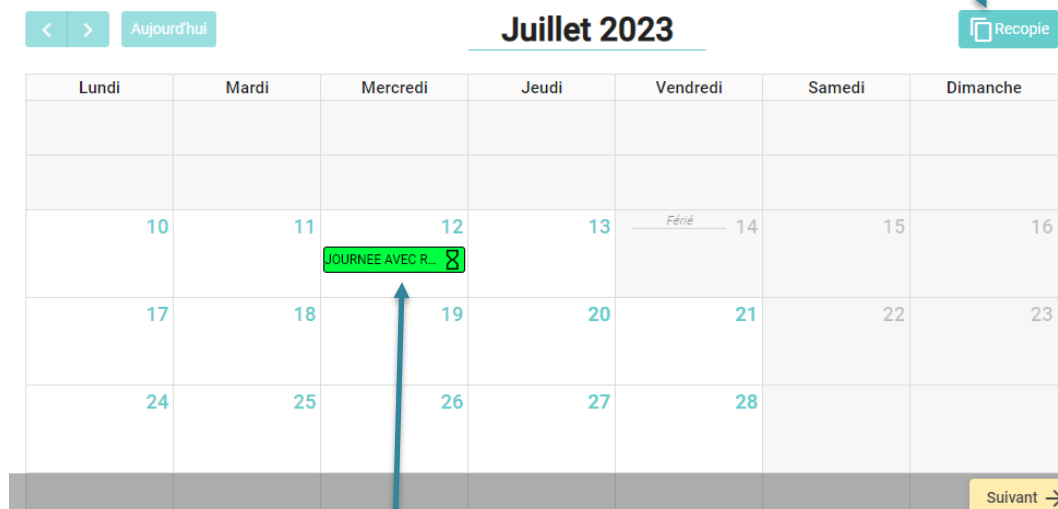 Aujourd'hui
Juillet 2023
Recopie
Lundi Mardi Mercredi Jeudi Vendredi Samedi Dimanche
10 11 12 13 Férié 14 15 16
JOURNEE AVEC R...
17 18 19 20 21 22 23
24 25 26 27 28
Suivant